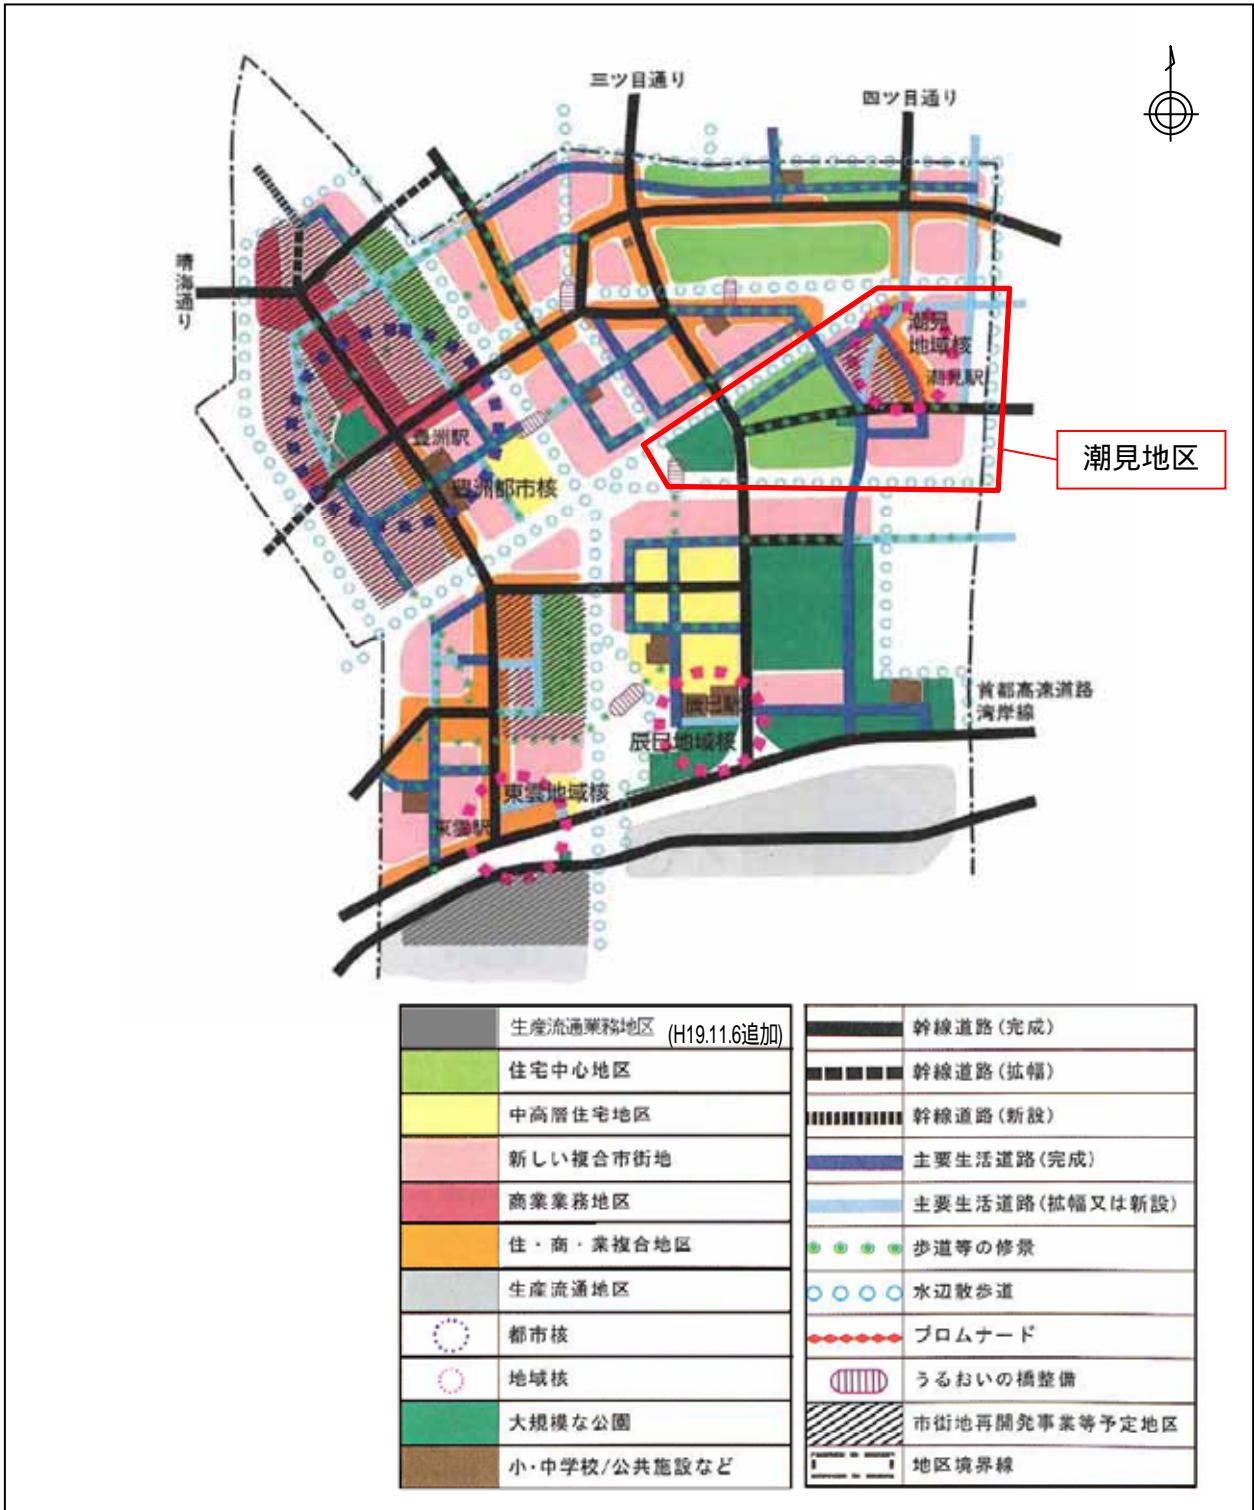 三ツ目通り
四ツ目通り
晴海通り
潮見
地域核
潮見駅
豊洲駅
潮見地区
豊洲都市核
首都高速道路
湾岸線
辰巳駅
辰巳地域核
東雲地域核
東雲駅
生産流通業務地区 (H19.11.6追加)
住宅中心地区
中高層住宅地区
新しい複合市街地
商業業務地区
住・商・業複合地区
生産流通地区
都市核
地域核
大規模な公園
小・中学校/公共施設など
幹線道路(完成)
幹線道路(拡幅)
幹線道路(新設)
主要生活道路(完成)
主要生活道路(拡幅又は新設)
歩道等の修景
水辺散歩道
プロムナード
うるおいの橋整備
市街地再開発事業等予定地区
地区境界線